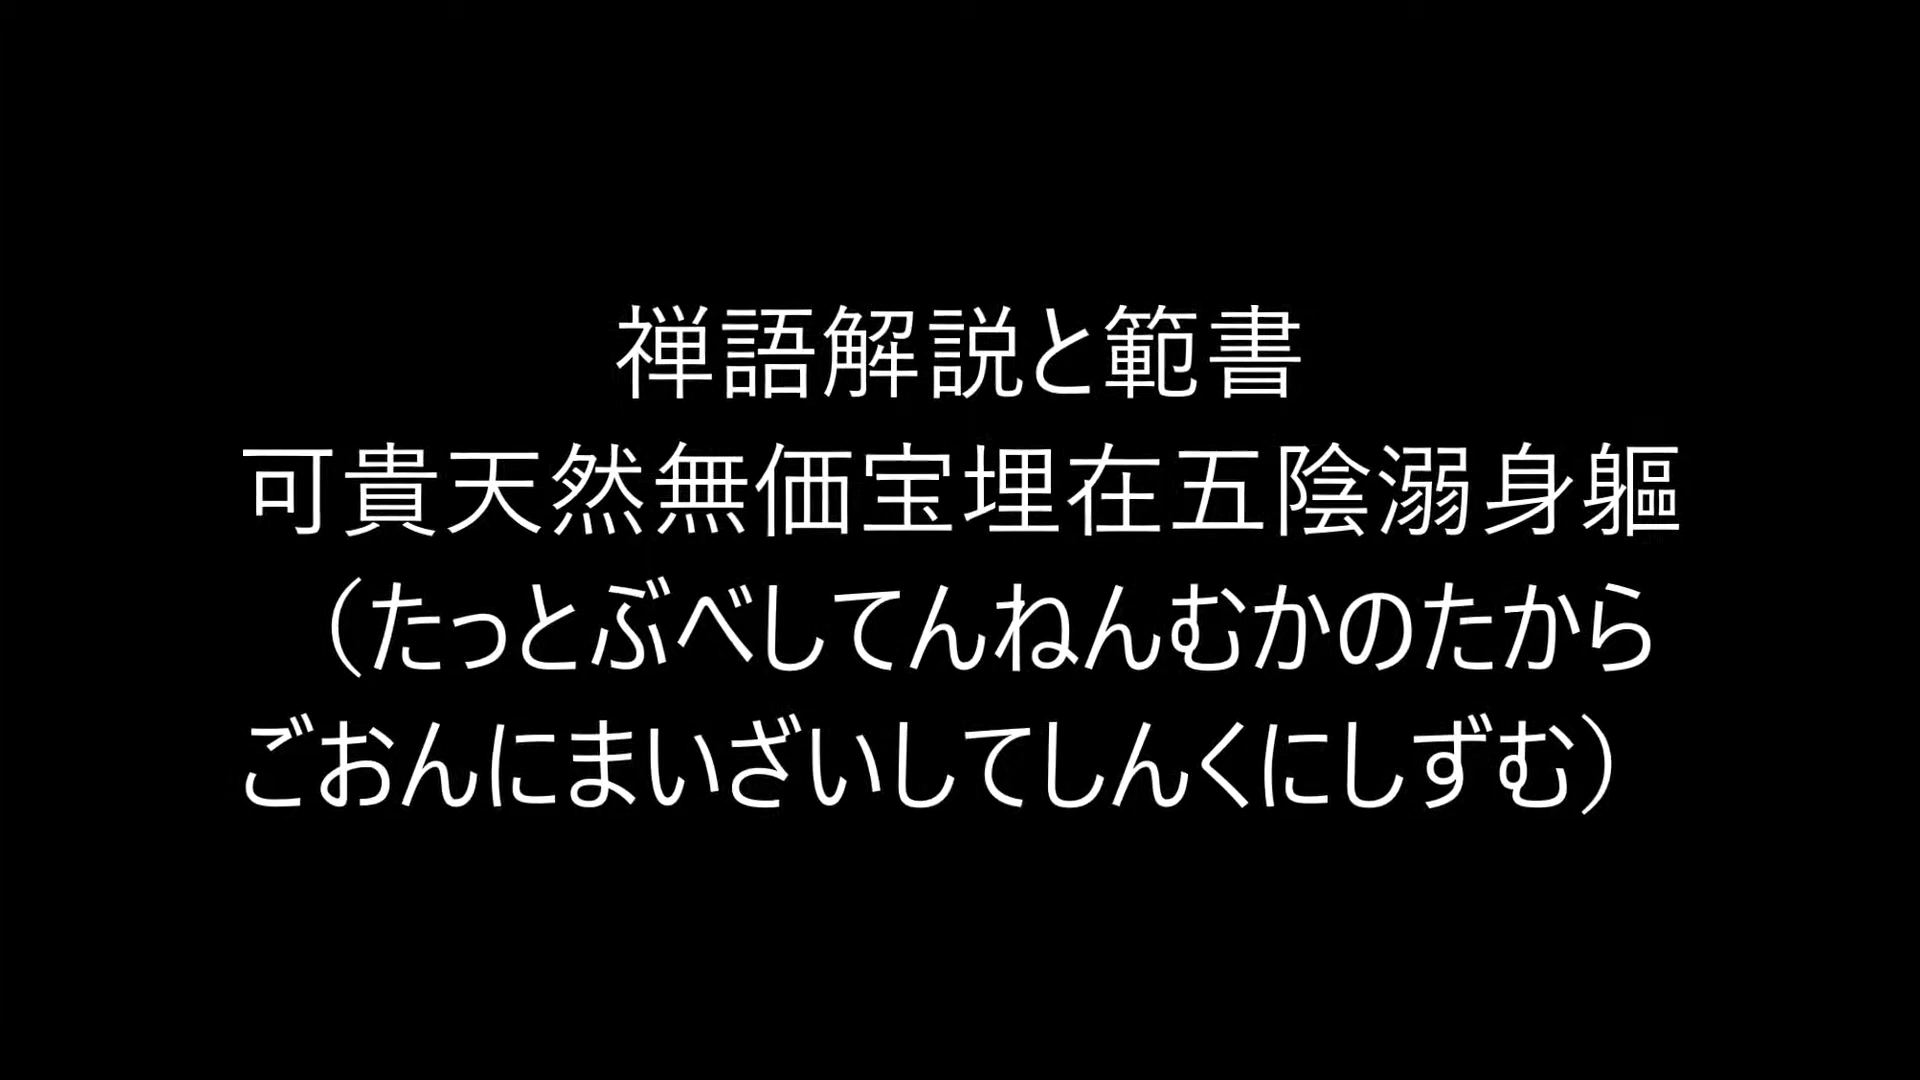 禅語解説と範書
可貴天然無価宝埋在五陰溺身軀
（たっとぶべしてんねんむかのたから
ごおんにまいざいしてしんくにしずむ）